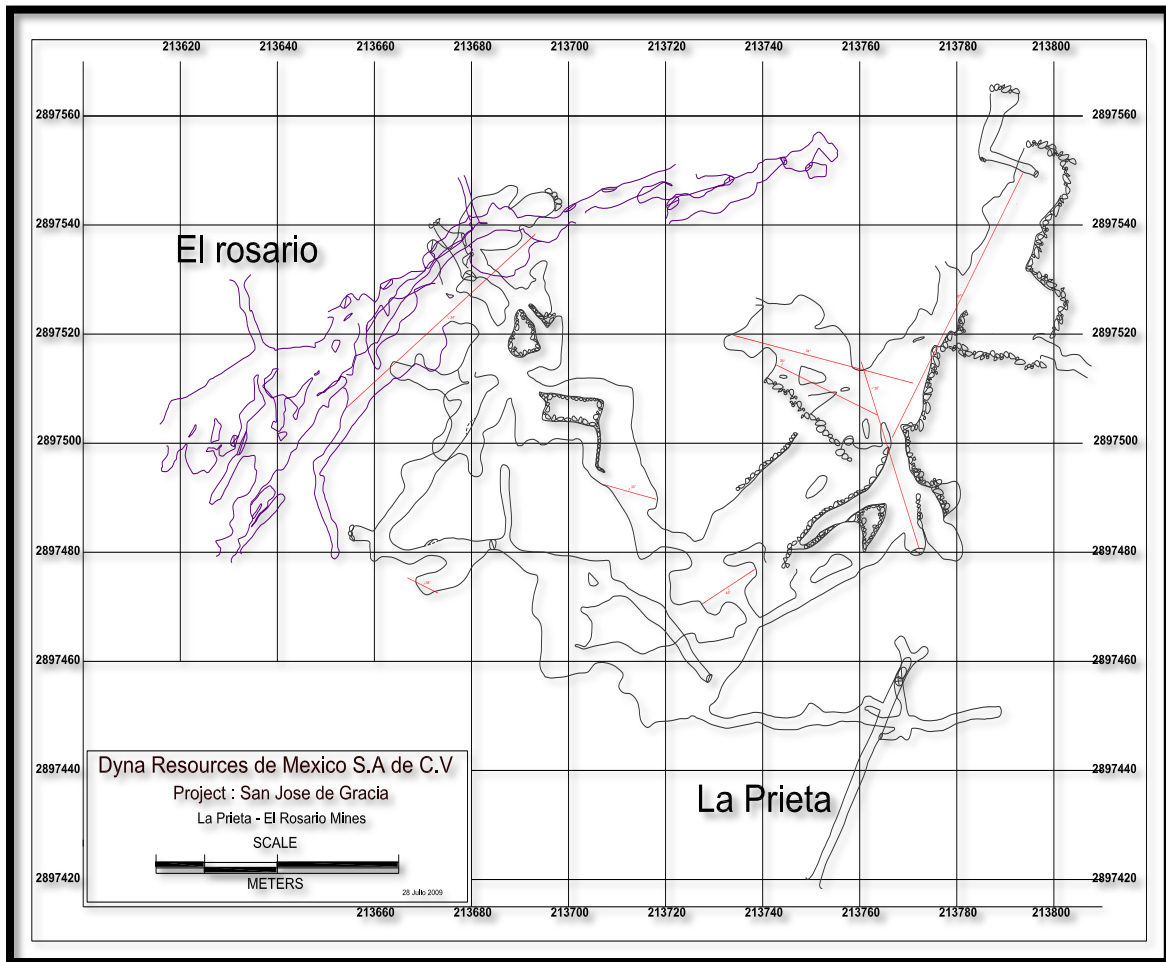 213620 213640 213660 213680 213700 213720 213740 213760 213780 213800
2897560 2897560
2897540 2897540
El rosario
2897520 2897520
2897500 2897500
2897480 2897480
2897460 2897460
Dyna Resources de Mexico S.A de C.V
Project : San Jose de Gracia
La Prieta - El Rosario Mines
SCALE
METERS
28 Julio 2009
La Prieta
2897440 2897440
2897420 2897420
213660 213680 213700 213720 213740 213760 213780 213800